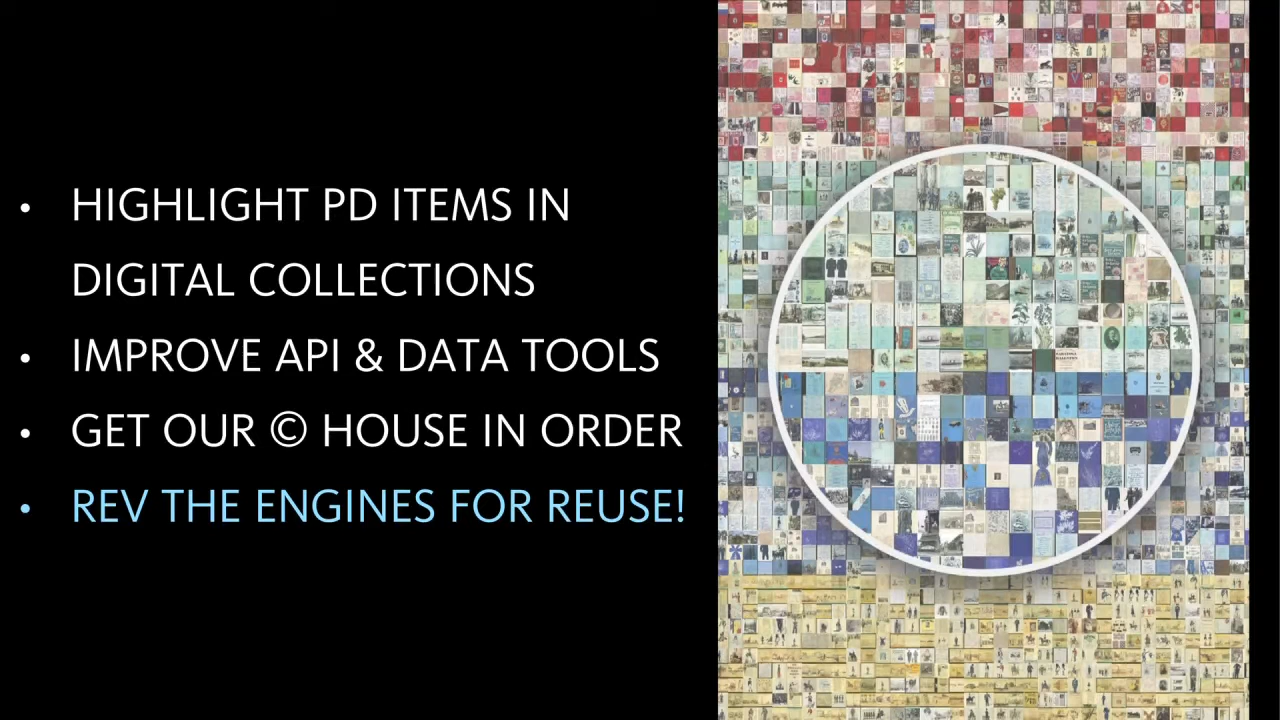 • HIGHLIGHT PD ITEMS IN
DIGITAL COLLECTIONS
• IMPROVE API & DATA TOOLS
• GET OUR © HOUSE IN ORDER
• REV THE ENGINES FOR REUSE!